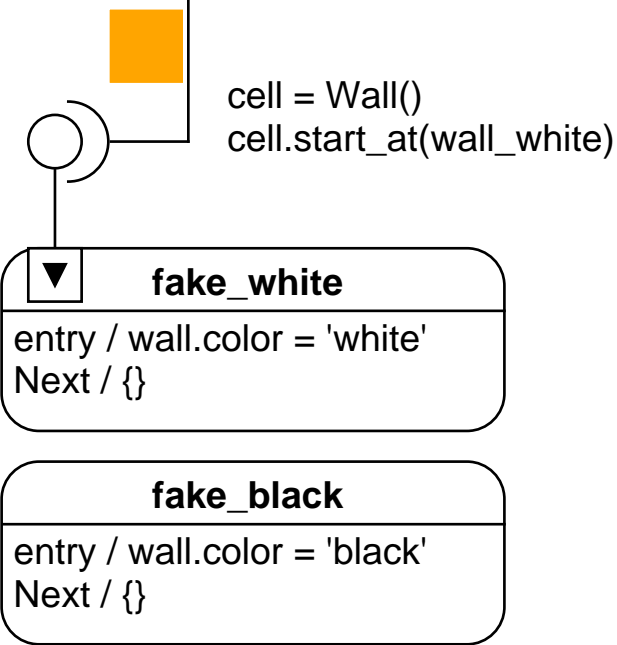 cell = Wall()
cell.start_at(wall_white)
fake_white
entry / wall.color = 'white'
Next / {}
fake_black
entry / wall.color = 'black'
Next / {}